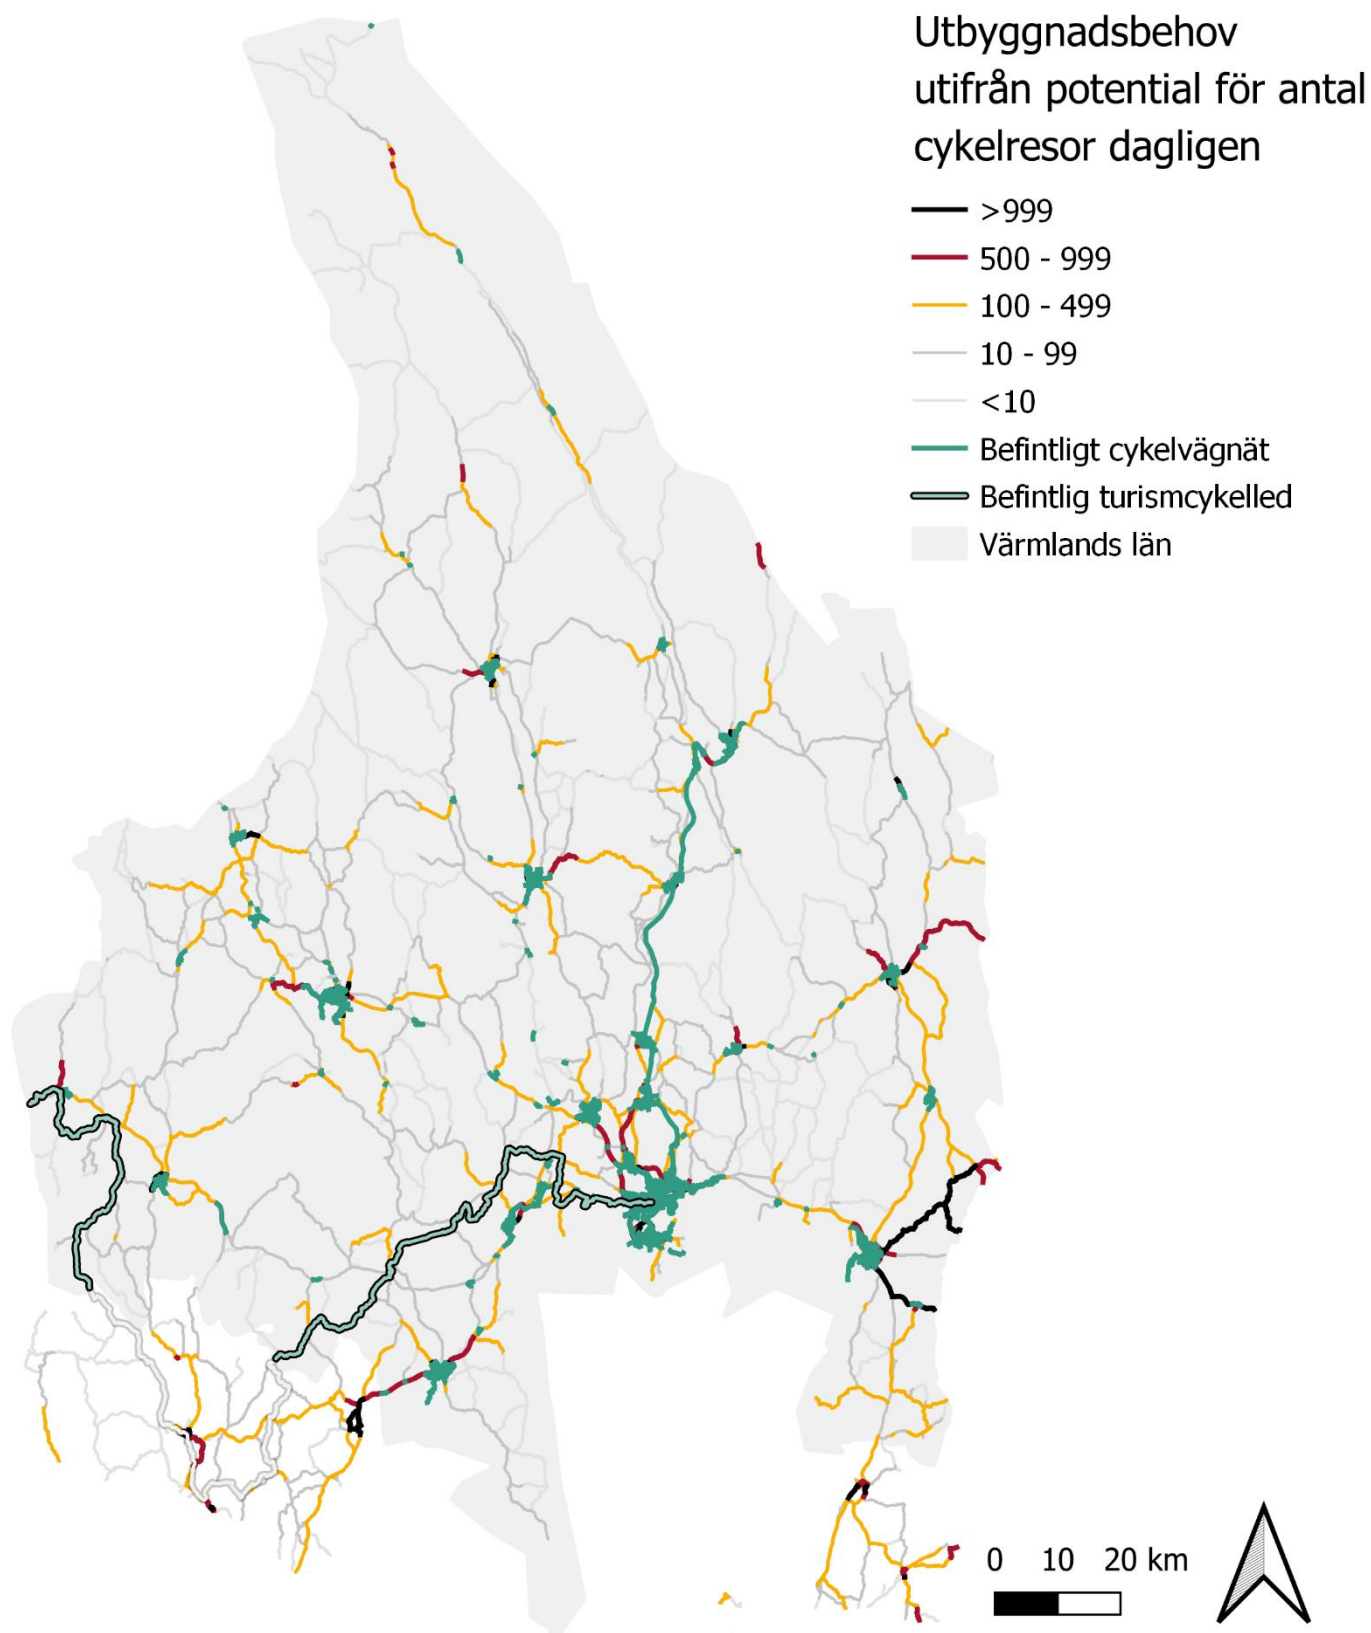 Utbyggnadsbehov
utifrån potential för antal
cykelresor dagligen
>999
500 - 999
100 - 499
10 - 99
<10
Befintligt cykelvägnät
Befintlig turismcykelled
Värmlands län
0 10 20 km